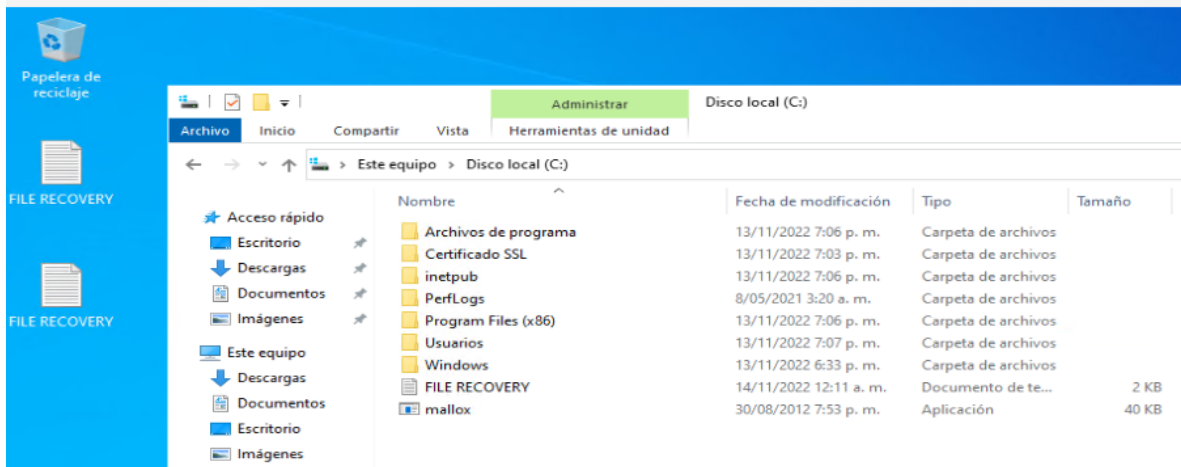 Papelera de
reciclaje
FILE RECOVERY
FILE RECOVERY
Administrar
Disco local (C:)
Archivo Inicio Compartir Vista Herramientas de unidad
Este equipo > Disco local (C:)
Acceso rápido
Escritorio
Descargas
Documentos
Imágenes
Este equipo
Descargas
Documentos
Escritorio
Imágenes
Nombre Fecha de modificación Tipo Tamaño
Archivos de programa 13/11/2022 7:06 p. m. Carpeta de archivos
Certificado SSL 13/11/2022 7:03 p. m. Carpeta de archivos
inetpub 13/11/2022 7:06 p. m. Carpeta de archivos
PerfLogs 8/05/2021 3:20 a. m. Carpeta de archivos
Program Files (x86) 13/11/2022 7:06 p. m. Carpeta de archivos
Usuarios 13/11/2022 7:07 p. m. Carpeta de archivos
Windows 13/11/2022 6:33 p. m. Carpeta de archivos
FILE RECOVERY 14/11/2022 12:11 a. m. Documento de te... 2 KB
mallox 30/08/2012 7:53 p. m. Aplicación 40 KB